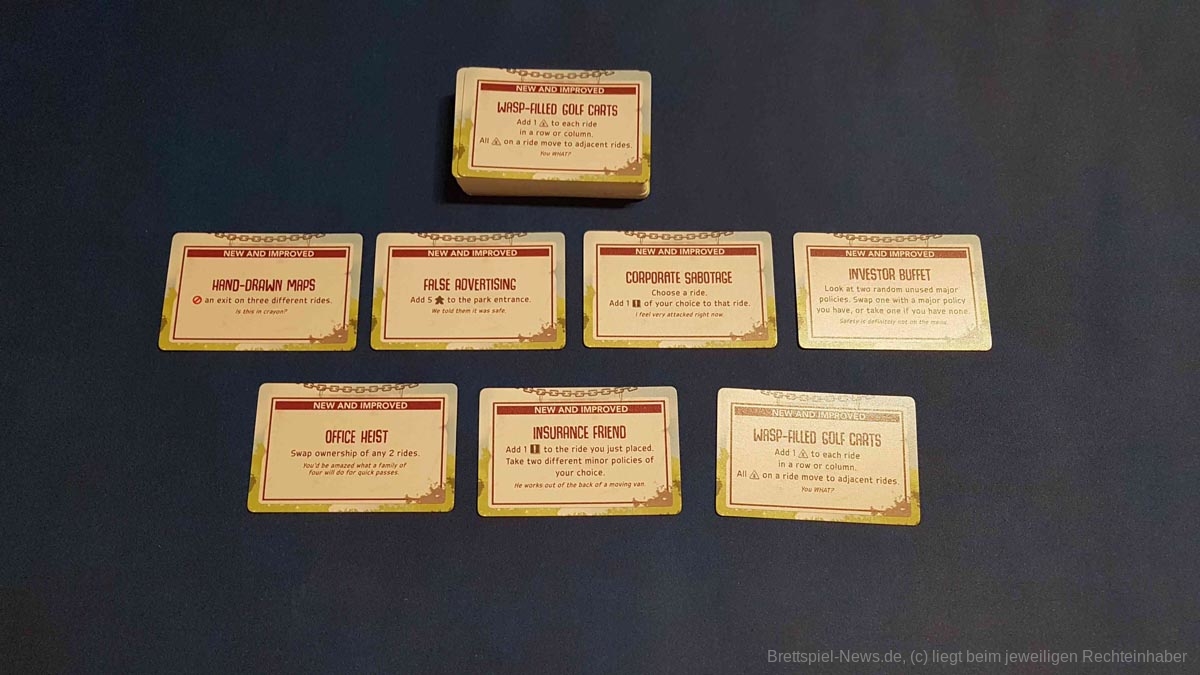 NEW AND IMPROVED
WASP-FILLED GOLF CARTS
Add 1 to each ride
in a row or column.
All on a ride move to adjacent rides.
You WHAT?
NEW AND IMPROVED
HAND-DRAWN MAPS
an exit on three different rides.
Is this in crayon?
NEW AND IMPROVED
FALSE ADVERTISING
Add 5 to the park entrance.
We told them it was safe.
NEW AND IMPROVED
CORPORATE SABOTAGE
Choose a ride.
Add 1 of your choice to that ride.
I feel very attacked right now.
NEW AND IMPROVED
INVESTOR BUFFET
Look at two random unused major
policies. Swap one with a major policy
you have, or take one if you have none.
Safety is definitely not on the menu.
NEW AND IMPROVED
OFFICE HEIST
Swap ownership of any 2 rides.
You'd be amazed what a family of
four will do for quick passes.
NEW AND IMPROVED
INSURANCE FRIEND
Add 1 to the ride you just placed.
Take two different minor policies of
your choice.
He works out of the back of a moving van.
NEW AND IMPROVED
WASP-FILLED GOLF CARTS
Add 1 to each ride
in a row or column.
All on a ride move to adjacent rides.
You WHAT?
Brettspiel-News.de, (c) liegt beim jeweiligen Rechteinhaber